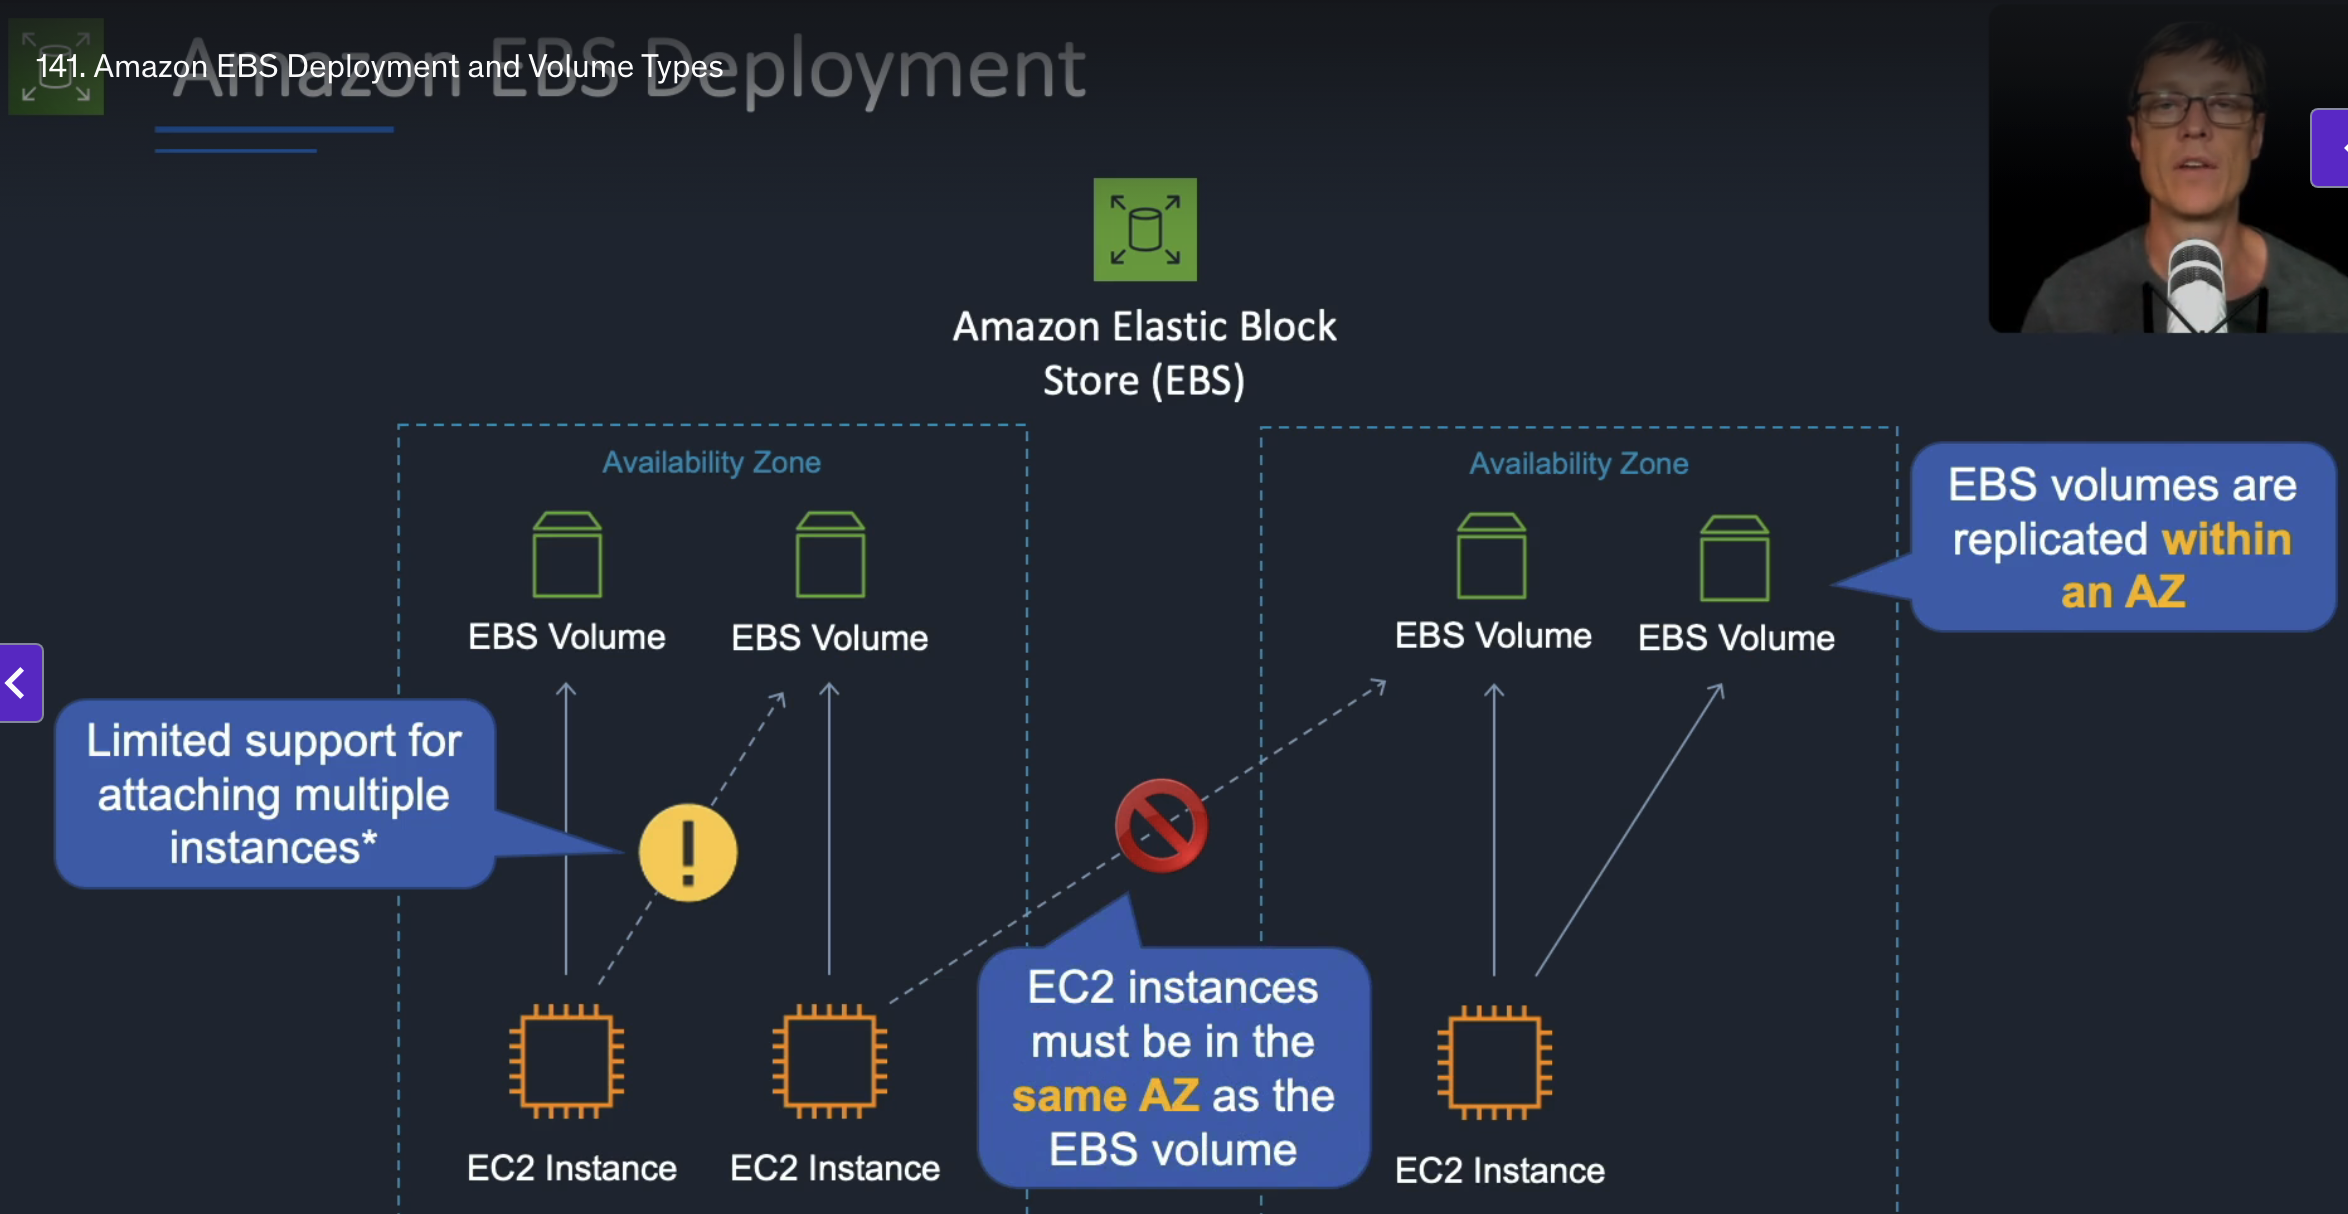 141. Amazon EBS Deployment and Volume Types
Amazon EBS Deployment
Amazon Elastic Block
Store (EBS)
Availability Zone
Availability Zone
EBS volumes are
replicated within
an AZ
EBS Volume
EBS Volume
EBS Volume
EBS Volume
Limited support for
attaching multiple
instances*
!
EC2 instances
must be in the
same AZ as the
EBS volume
EC2 Instance
EC2 Instance
EC2 Instance